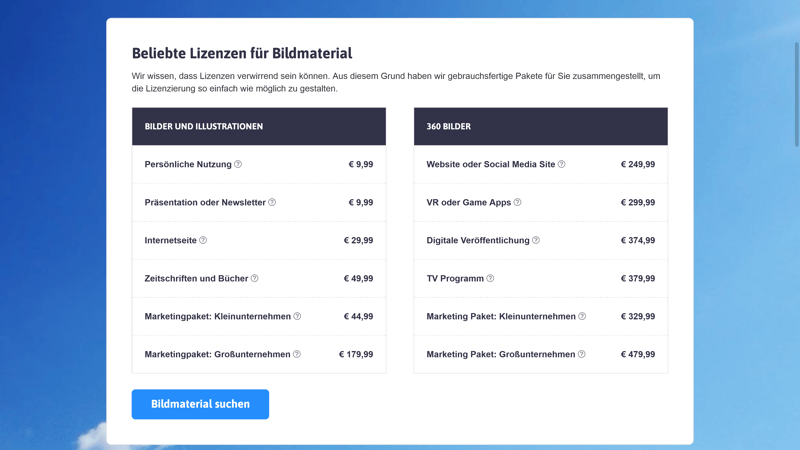 Beliebte Lizenzen für Bildmaterial
Wir wissen, dass Lizenzen verwirrend sein können. Aus diesem Grund haben wir gebrauchsfertige Pakete für Sie zusammengestellt, um
die Lizenzierung so einfach wie möglich zu gestalten.
BILDER UND ILLUSTRATIONEN
Persönliche Nutzung ? € 9,99
Präsentation oder Newsletter ? € 9,99
Internetseite ? € 29,99
Zeitschriften und Bücher ? € 49,99
Marketingpaket: Kleinunternehmen ? € 44,99
Marketingpaket: Großunternehmen ? € 179,99
360 BILDER
Website oder Social Media Site ? € 249,99
VR oder Game Apps ? € 299,99
Digitale Veröffentlichung ? € 374,99
TV Programm ? € 379,99
Marketing Paket: Kleinunternehmen ? € 329,99
Marketing Paket: Großunternehmen ? € 479,99
Bildmaterial suchen